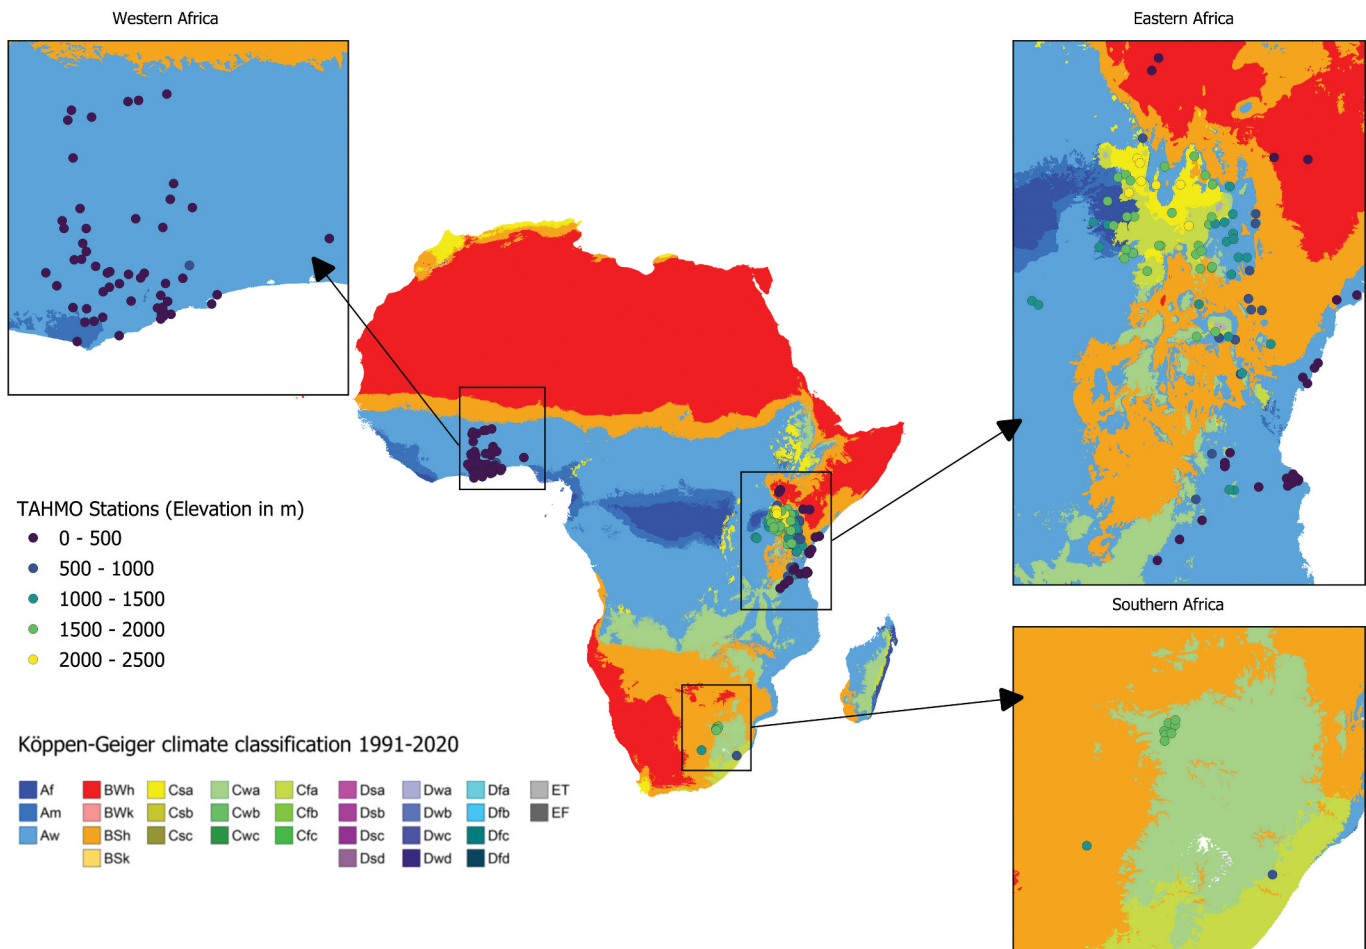 Western Africa
Eastern Africa
TAHMO Stations (Elevation in m)
0 - 500
500 - 1000
1000 - 1500
1500 - 2000
2000 - 2500
Southern Africa
Köppen-Geiger climate classification 1991-2020
Af BWh Csa Cwa Cfa Dsa Dwa Dfa ET
Am BWk Csb Cwb Cfb Dsb Dwb Dfb EF
Aw BSh Csc Cwc Cfc Dsc Dwc Dfc
BSk Dsd Dwd Dfd